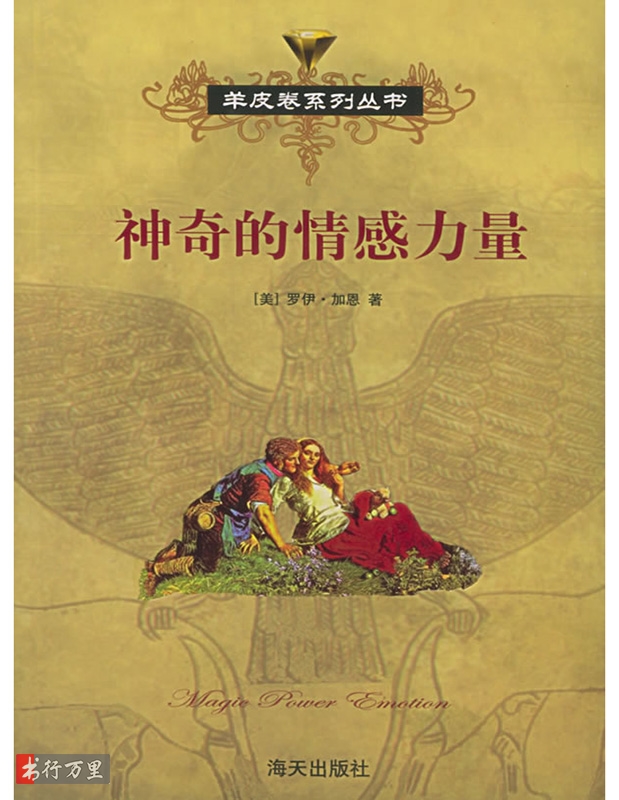 羊皮卷系列丛书
神奇的情感力量
[美] 罗伊·加恩 著
Magic Power Emotion
书行万里
海天出版社